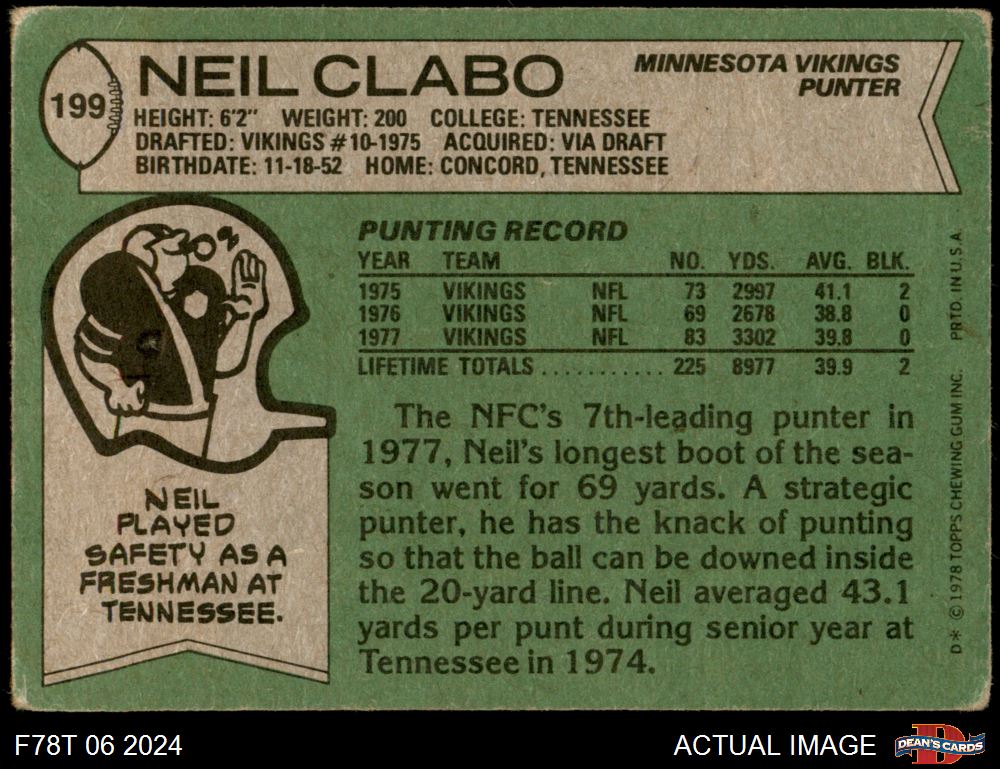 199
NEIL CLABO
MINNESOTA VIKINGS
PUNTER
HEIGHT: 6'2" WEIGHT: 200 COLLEGE: TENNESSEE
DRAFTED: VIKINGS #10-1975 ACQUIRED: VIA DRAFT
BIRTHDATE: 11-18-52 HOME: CONCORD, TENNESSEE
PUNTING RECORD
YEAR TEAM NO. YDS. AVG. BLK.
1975 VIKINGS NFL 73 2997 41.1 2
1976 VIKINGS NFL 69 2678 38.8 0
1977 VIKINGS NFL 83 3302 39.8 0
LIFETIME TOTALS ........... 225 8977 39.9 2
The NFC's 7th-leading punter in
1977, Neil's longest boot of the sea-
son went for 69 yards. A strategic
punter, he has the knack of punting
so that the ball can be downed inside
the 20-yard line. Neil averaged 43.1
yards per punt during senior year at
Tennessee in 1974.
NEIL
PLAYED
SAFETY AS A
FRESHMAN AT
TENNESSEE.
D* © 1978 TOPPS CHEWING GUM INC. PRTD. IN U.S.A.
F78T 06 2024
ACTUAL IMAGE
D
DEAN'S CARDS